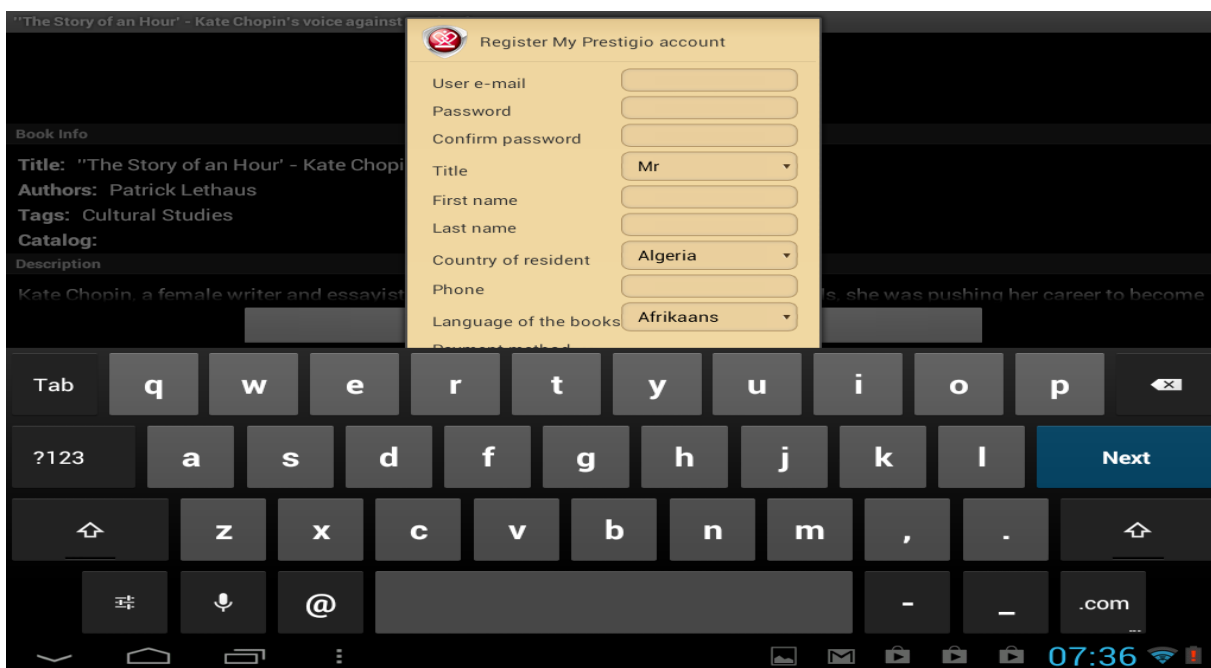 ''The Story of an Hour' - Kate Chopin's voice against
Register My Prestigio account
User e-mail
Password
Confirm password
Title Mr
First name
Last name
Country of resident Algeria
Phone
Language of the books Afrikaans
Payment method
Book Info
Title: ''The Story of an Hour' - Kate Chopi
Authors: Patrick Lethaus
Tags: Cultural Studies
Catalog:
Description
Kate Chopin, a female writer and essayist s, she was pushing her career to become
Tab q w e r t y u i o p
?123 a s d f g h j k l Next
z x c v b n m , .
@ - _ .com
07:36